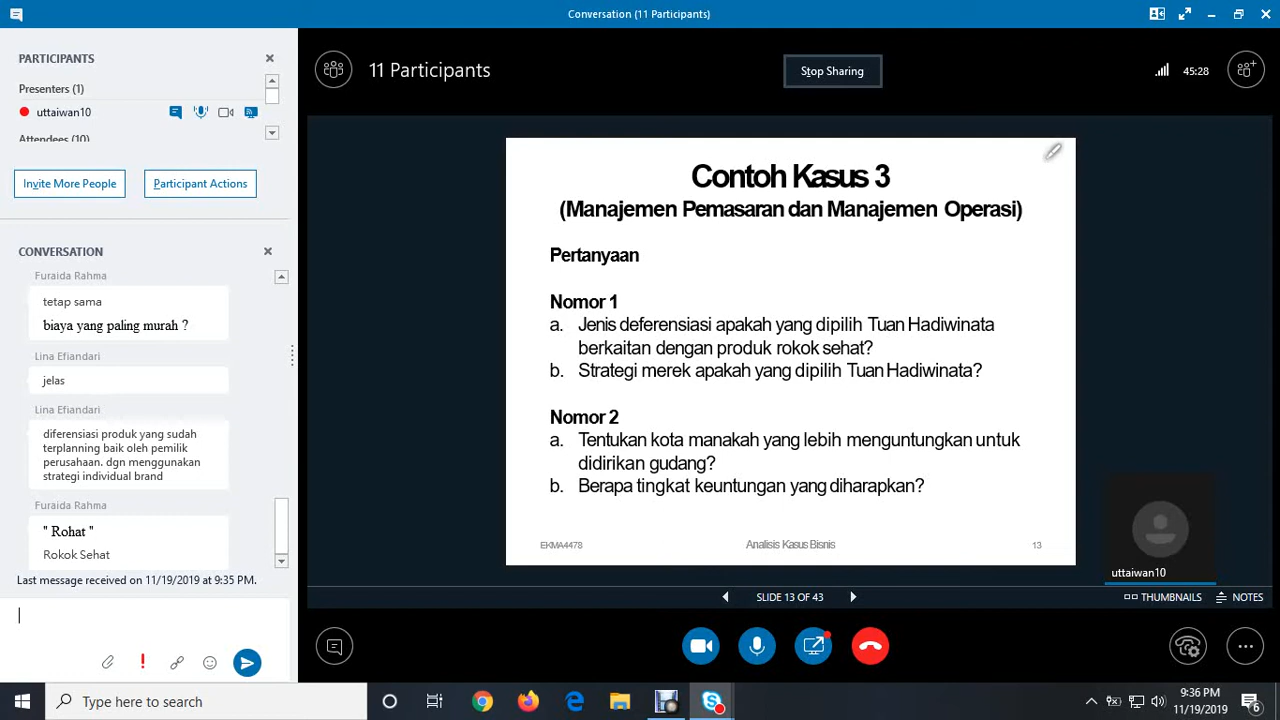 Conversation (11 Participants)
PARTICIPANTS
Presenters (1)
uttaiwan10
Attendees (10)
Invite More People
Participant Actions
CONVERSATION
Furaida Rahma
tetap sama
biaya yang paling murah ?
Lina Efiandari
jelas
Lina Efiandari
diferensiasi produk yang sudah
terplanning baik oleh pemilik
perusahaan. dgn menggunakan
strategi individual brand
Furaida Rahma
" Rohat "
Rokok Sehat
Last message received on 11/19/2019 at 9:35 PM.
11 Participants
Stop Sharing
45:28
Contoh Kasus 3
(Manajemen Pemasaran dan Manajemen Operasi)
Pertanyaan
Nomor 1
a. Jenis deferensiasi apakah yang dipilih Tuan Hadiwinata
berkaitan dengan produk rokok sehat?
b. Strategi merek apakah yang dipilih Tuan Hadiwinata?
Nomor 2
a. Tentukan kota manakah yang lebih menguntungkan untuk
didirikan gudang?
b. Berapa tingkat keuntungan yang diharapkan?
EKMA4478
Analisis Kasus Bisnis
13
uttaiwan10
SLIDE 13 OF 43
THUMBNAILS
NOTES
Type here to search
9:36 PM
11/19/2019
6